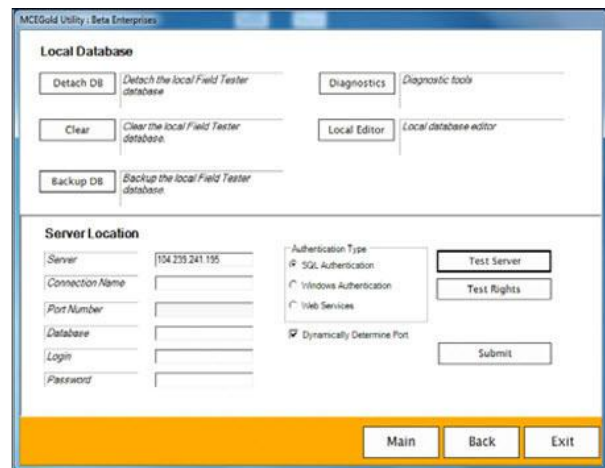 MCEGold Utility : Beta Enterprises
Local Database
Detach DB
Detach the local Field Tester
database
Diagnostics
Diagnostic tools
Clear
Clear the local Field Tester
database.
Local Editor
Local database editor
Backup DB
Backup the local Field Tester
database.
Server Location
Server
104.239.241.195
Connection Name
Port Number
Database
Login
Password
Authentication Type
SQL Authentication
Windows Authentication
Web Services
Dynamically Determine Port
Test Server
Test Rights
Submit
Main
Back
Exit